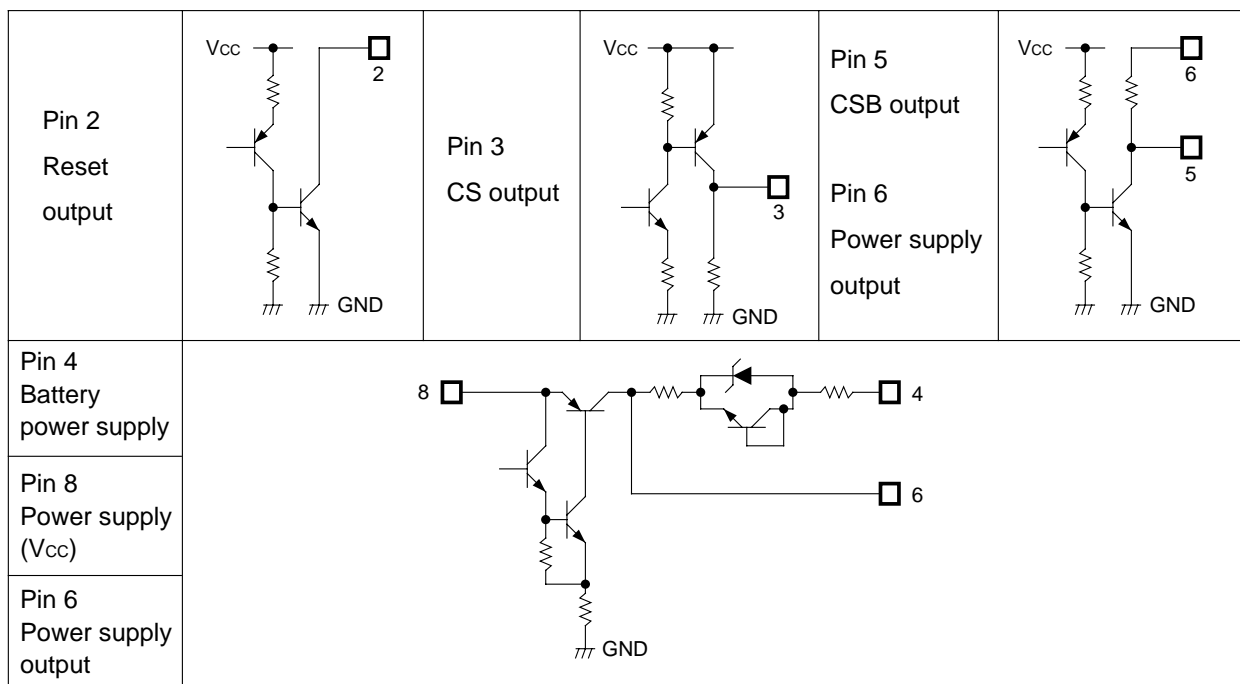 Pin 2
Reset
output
Vcc
2
GND
Pin 3
CS output
Vcc
3
GND
Pin 5
CSB output
Pin 6
Power supply
output
Vcc
6
5
GND
Pin 4
Battery
power supply
Pin 8
Power supply
(Vcc)
Pin 6
Power supply
output
8
4
6
GND